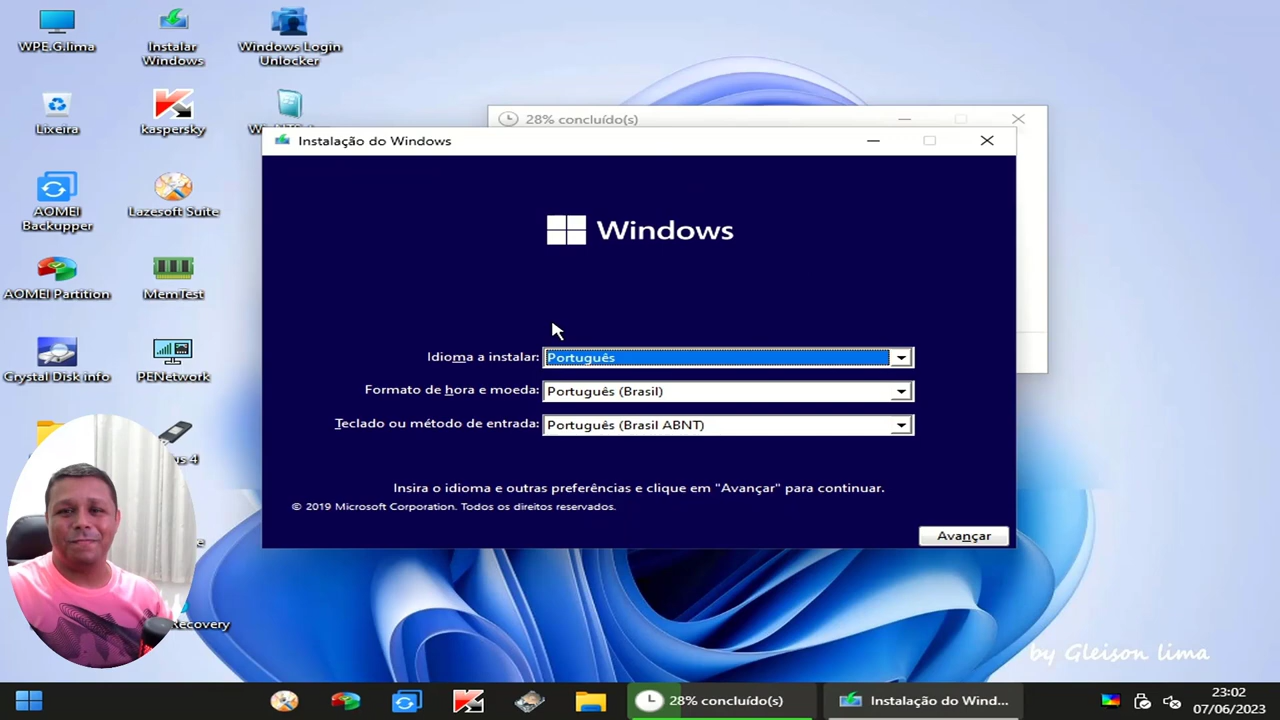 WPE.G.lima
Instalar
Windows
Windows Login
Unlocker
Lixeira
kaspersky
28% concluído(s)
Instalação do Windows
Windows
AOMEI
Backupper
Lazesoft Suite
AOMEI Partition
MemTest
Crystal Disk info
PENetwork
Idioma a instalar:
Português
Formato de hora e moeda:
Português (Brasil)
Teclado ou método de entrada:
Português (Brasil ABNT)
Insira o idioma e outras preferências e clique em "Avançar" para continuar.
© 2019 Microsoft Corporation. Todos os direitos reservados.
Avançar
Recovery
by Gleison lima
28% concluído(s)
Instalação do Wind...
23:02
07/06/2023